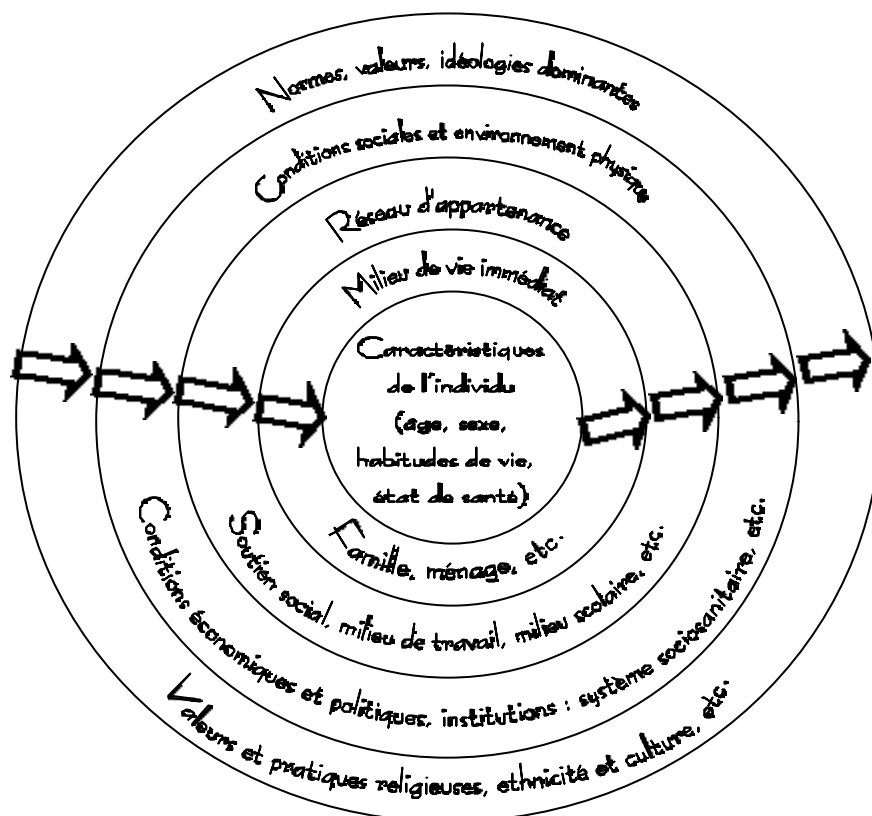 Normes, valeurs, idéologies dominantes
Conditions sociales et environnement physique
Réseau d'appartenance
Milieu de vie immédiat
Caractéristiques
de l'individu
(âge, sexe,
habitudes de vie,
état de santé)
Famille, ménage, etc.
Soutien social, milieu de travail, milieu scolaire, etc.
Conditions économiques et politiques, institutions : système sociosanitaire, etc.
Valeurs et pratiques religieuses, ethnicité et culture, etc.